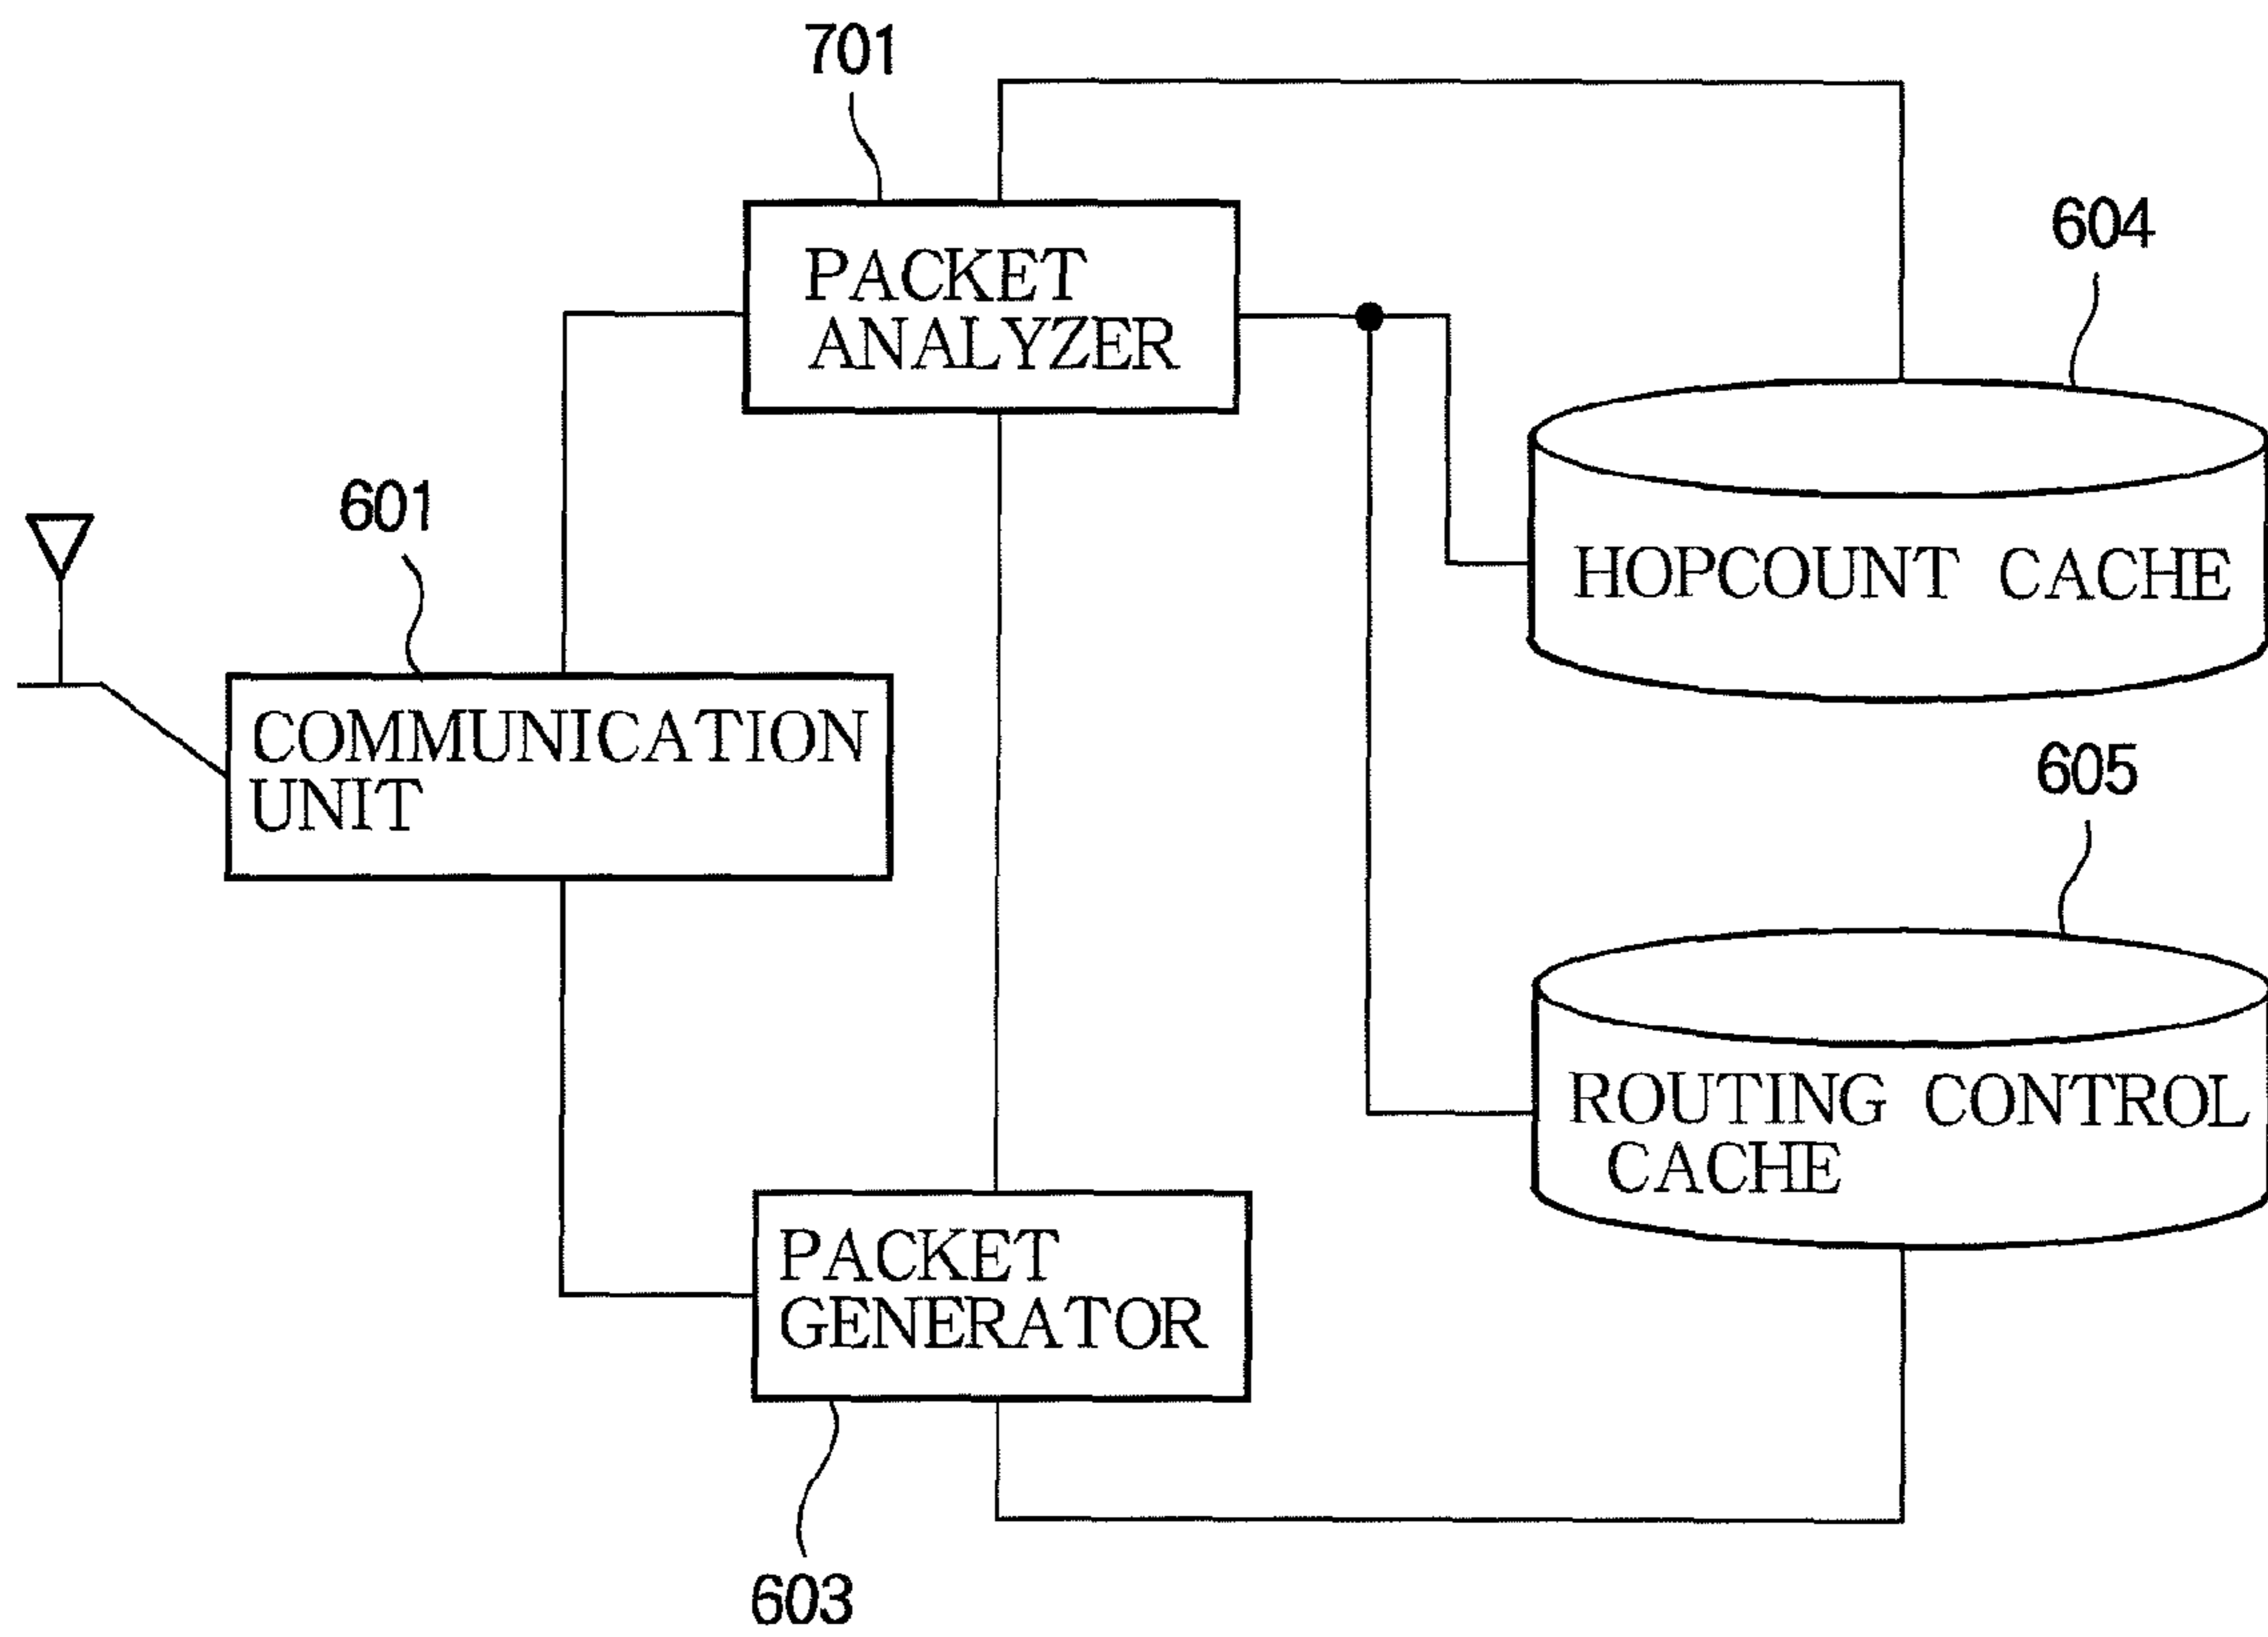 701
PACKET
ANALYZER
604
HOPCOUNT CACHE
601
COMMUNICATION
UNIT
605
ROUTING CONTROL
CACHE
PACKET
GENERATOR
603